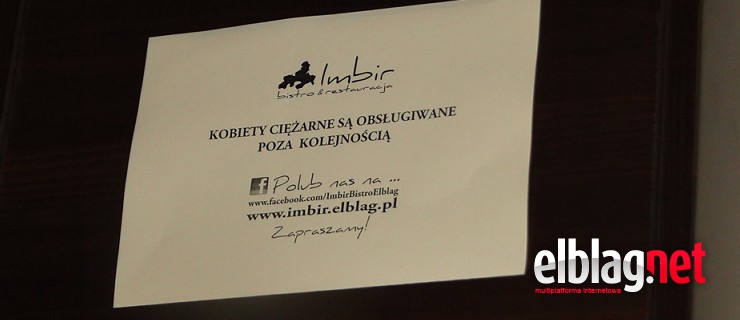 Imbir
bistro & restauracja
KOBIETY CIĘŻARNE SĄ OBSŁUGIWANE
POZA KOLEJNOŚCIĄ
f Polub nas na ...
www.facebook.com/ImbirBistroElblag
www.imbir.elblag.pl
Zapraszamy!
elblag.net
multiplatforma internetowa